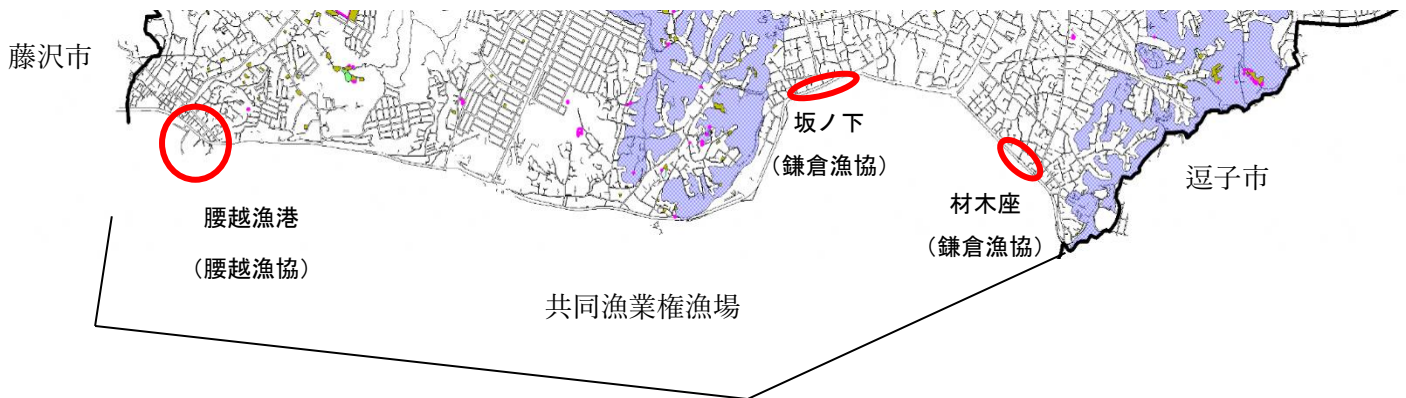 藤沢市
坂ノ下
（鎌倉漁協）
逗子市
材木座
（鎌倉漁協）
腰越漁港
（腰越漁協）
共同漁業権漁場